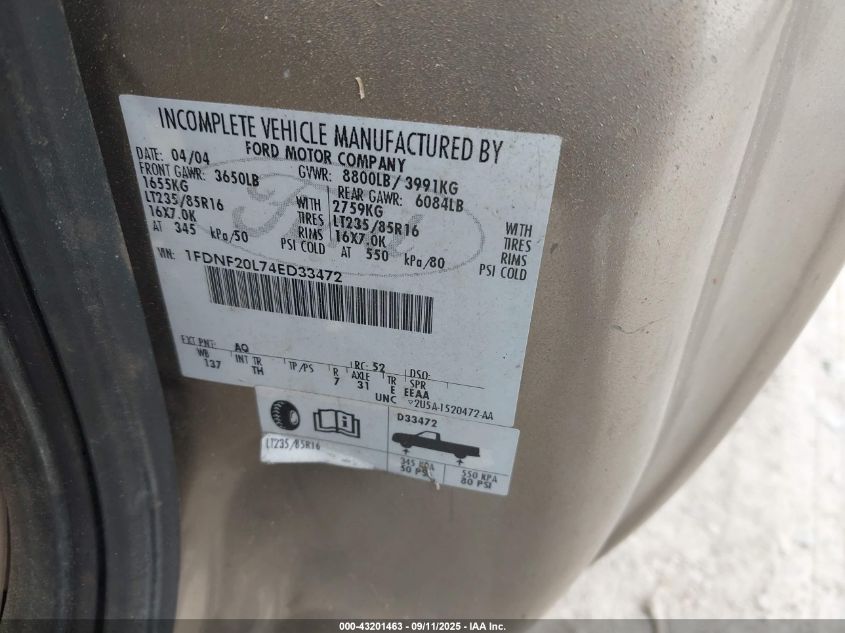 INCOMPLETE VEHICLE MANUFACTURED BY
FORD MOTOR COMPANY
DATE: 04/04 GVWR: 8800LB/ 3991KG
FRONT GAWR: 3650LB REAR GAWR: 6084LB
1655KG WITH 2759KG WITH
LT235/85R16 TIRES LT235/85R16 TIRES
16X7.0K RIMS 16X7.0K RIMS
AT 345 kPa/50 PSI COLD AT 550 kPa/80 PSI COLD
VIN: 1FDNF20L74ED33472
EXT PNT: AQ RC: 52 DSO:
WB INT TR TP/PS R AXLE TR SPR
137 TH 7 31 E EEAA
UNC 2U5A-1520472-AA
D33472
LT235/85R16
345 KPA 550 KPA
50 PSI 80 PSI
000-43201463 - 09/11/2025 - IAA Inc.